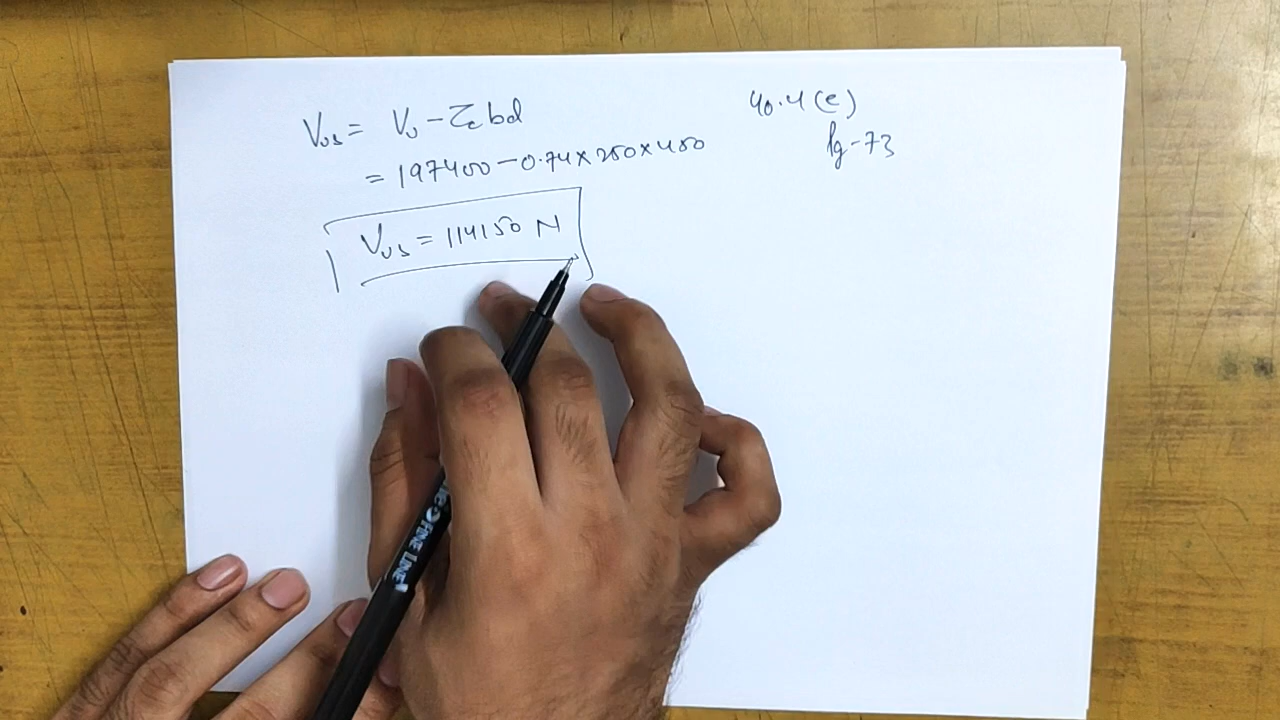 Vus = Vu - τc bd
= 197400 - 0.74 × 250 × 450
Vus = 114150 N
40.4 (e)
Pg-73
FINE LINE